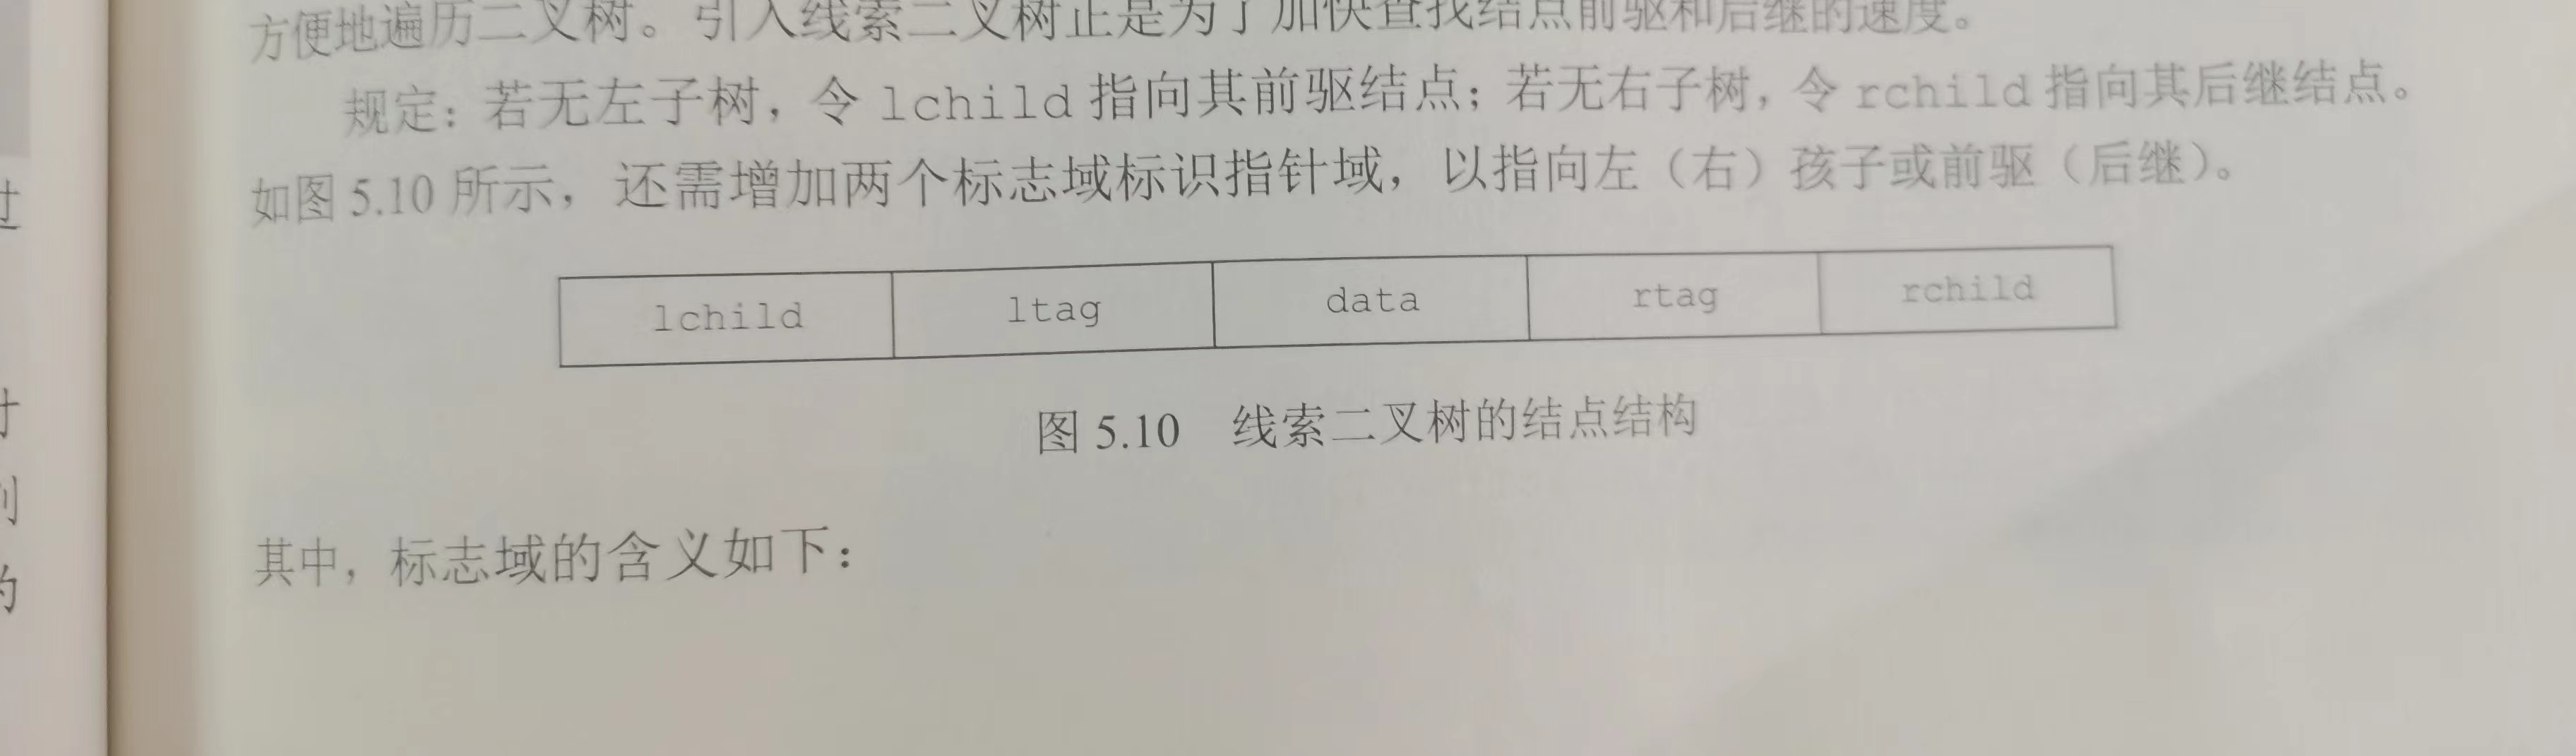 方便地遍历二叉树。引入线索二叉树正是为了加快查找结点前驱和后继的速度。
规定：若无左子树，令 lchild 指向其前驱结点；若无右子树，令 rchild 指向其后继结点。
如图 5.10 所示，还需增加两个标志域标识指针域，以指向左（右）孩子或前驱（后继）。
lchild ltag data rtag rchild
图 5.10 线索二叉树的结点结构
其中，标志域的含义如下：